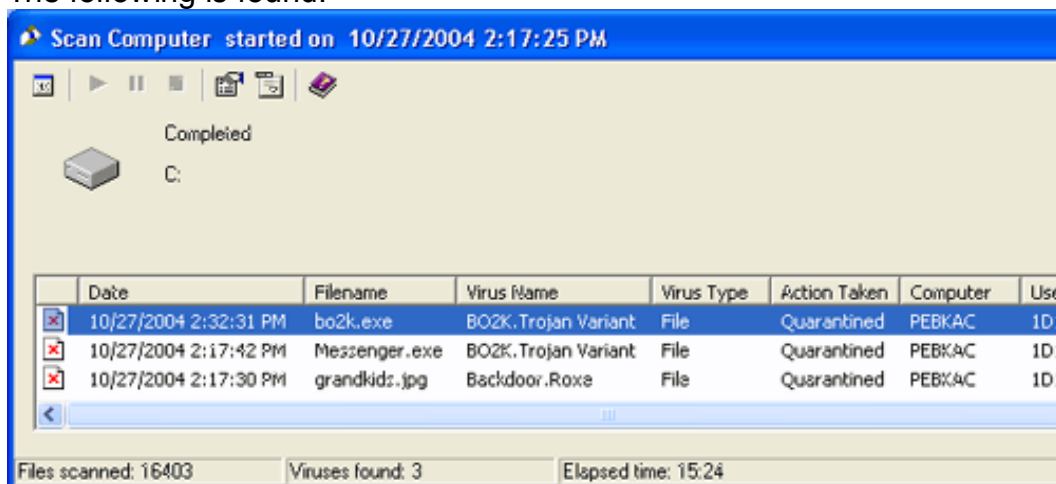 The following is found:
Scan Computer started on 10/27/2004 2:17:25 PM
Completed
C:
Date Filename Virus Name Virus Type Action Taken Computer Use
10/27/2004 2:32:31 PM bo2k.exe BO2K.Trojan Variant File Quarantined PEBKAC 1D
10/27/2004 2:17:42 PM Messenger.exe BO2K.Trojan Variant File Quarantined PEBKAC 1D
10/27/2004 2:17:30 PM grandkids.jpg Backdoor.Roxe File Quarantined PEBKAC 1D
Files scanned: 16403 Viruses found: 3 Elapsed time: 15:24